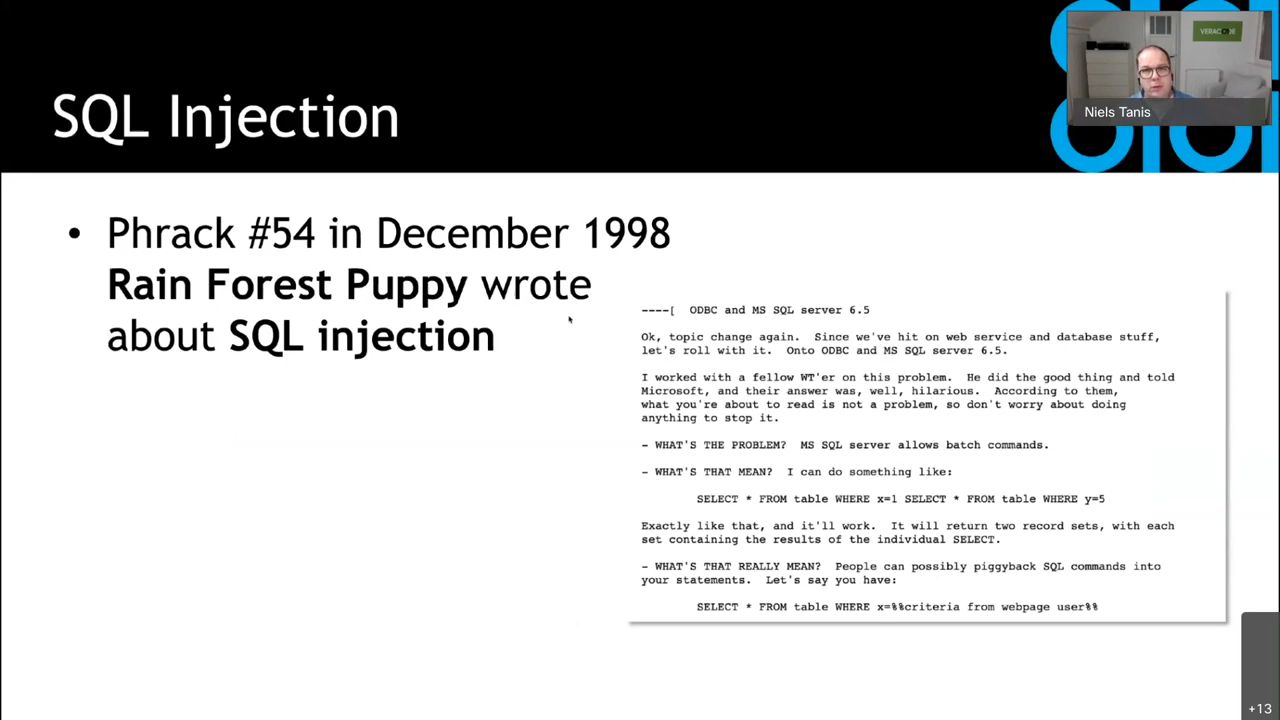 SQL Injection
VERACODE
Niels Tanis
• Phrack #54 in December 1998
Rain Forest Puppy wrote
about SQL injection
----[  ODBC and MS SQL server 6.5
Ok, topic change again.  Since we've hit on web service and database stuff,
let's roll with it.  Onto ODBC and MS SQL server 6.5.
I worked with a fellow WT'er on this problem.  He did the good thing and told
Microsoft, and their answer was, well, hilarious.  According to them,
what you're about to read is not a problem, so don't worry about doing
anything to stop it.
- WHAT'S THE PROBLEM?  MS SQL server allows batch commands.
- WHAT'S THAT MEAN?  I can do something like:
SELECT * FROM table WHERE x=1 SELECT * FROM table WHERE y=5
Exactly like that, and it'll work.  It will return two record sets, with each
set containing the results of the individual SELECT.
- WHAT'S THAT REALLY MEAN?  People can possibly piggyback SQL commands into
your statements.  Let's say you have:
SELECT * FROM table WHERE x=%%criteria from webpage user%%
+13